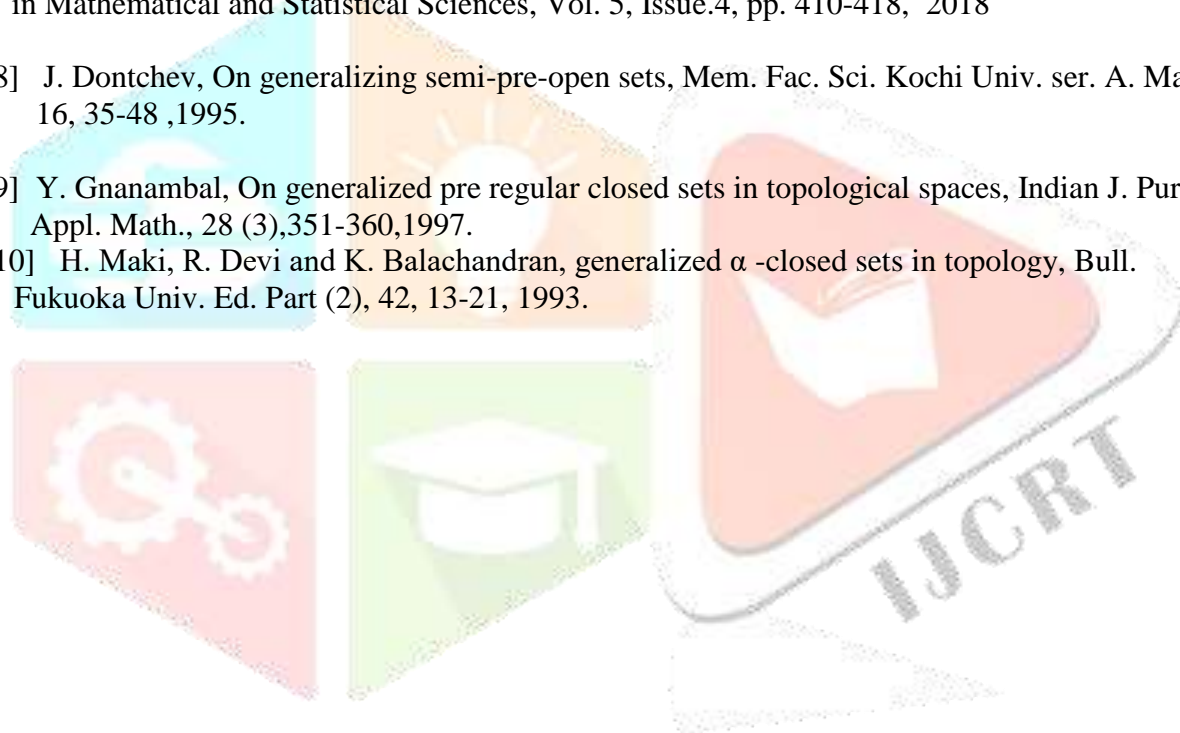 in Mathematical and Statistical Sciences, Vol. 5, Issue.4, pp. 410-418, 2018
8] J. Dontchev, On generalizing semi-pre-open sets, Mem. Fac. Sci. Kochi Univ. ser. A. Ma
16, 35-48 ,1995.
9] Y. Gnanambal, On generalized pre regular closed sets in topological spaces, Indian J. Pur
Appl. Math., 28 (3),351-360,1997.
10] H. Maki, R. Devi and K. Balachandran, generalized α -closed sets in topology, Bull.
Fukuoka Univ. Ed. Part (2), 42, 13-21, 1993.
IJCRT